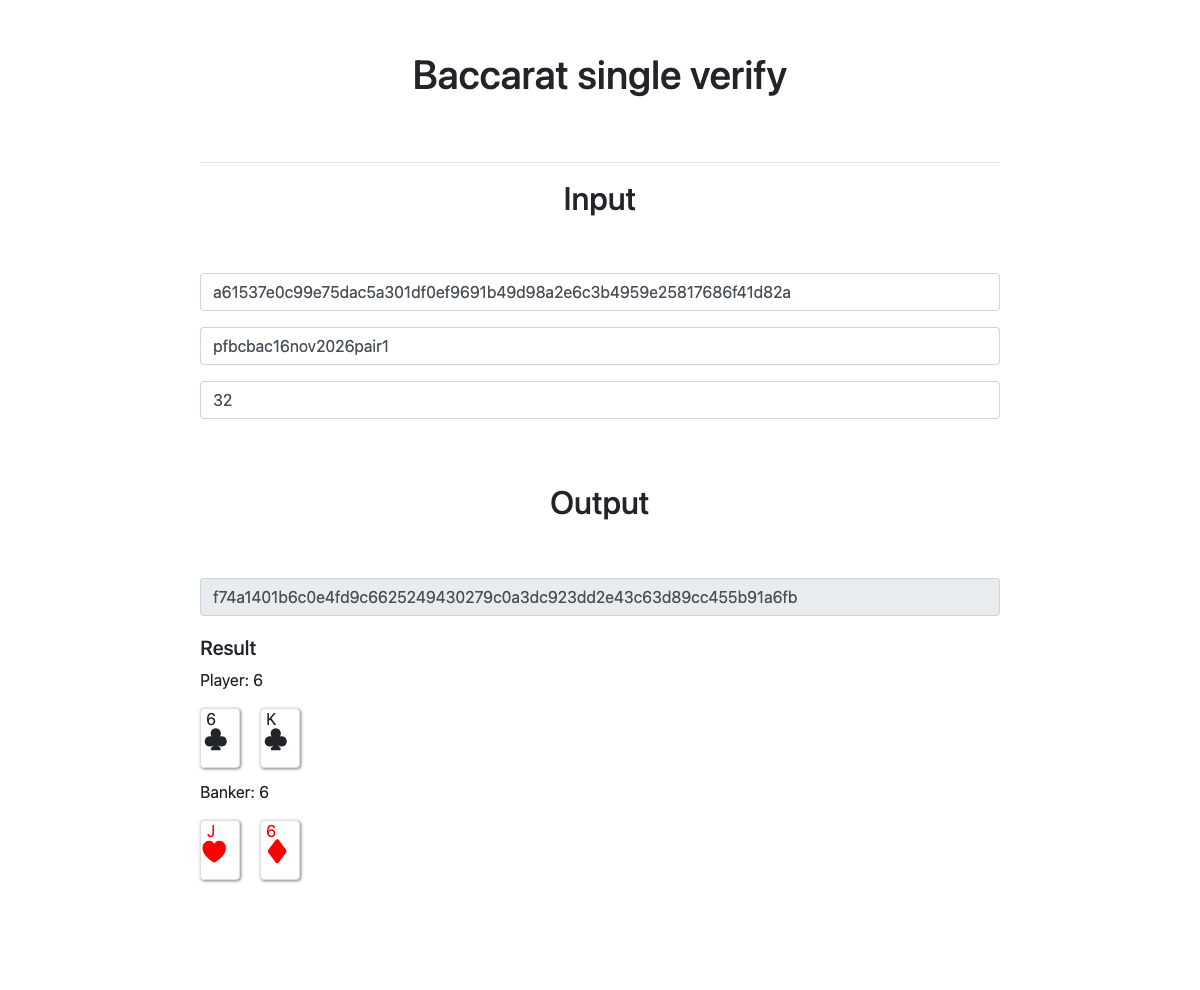 Baccarat single verify
Input
a61537e0c99e75dac5a301df0ef9691b49d98a2e6c3b4959e25817686f41d82a
pfbcbac16nov2026pair1
32
Output
f74a1401b6c0e4fd9c6625249430279c0a3dc923dd2e43c63d89cc455b91a6fb
Result
Player: 6
6 K
Banker: 6
J 6